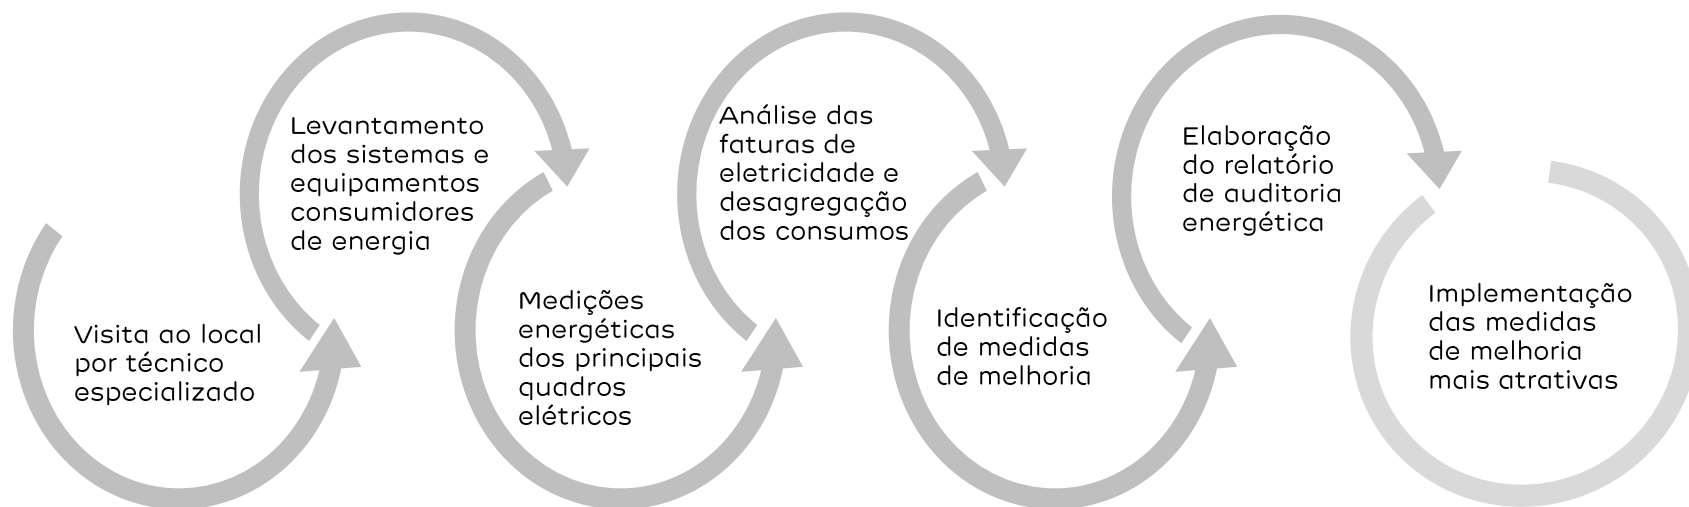 Visita ao local
por técnico
especializado
Levantamento
dos sistemas e
equipamentos
consumidores
de energia
Medições
energéticas
dos principais
quadros
elétricos
Análise das
faturas de
eletricidade e
desagregação
dos consumos
Identificação
de medidas
de melhoria
Elaboração
do relatório
de auditoria
energética
Implementação
das medidas
de melhoria
mais atrativas